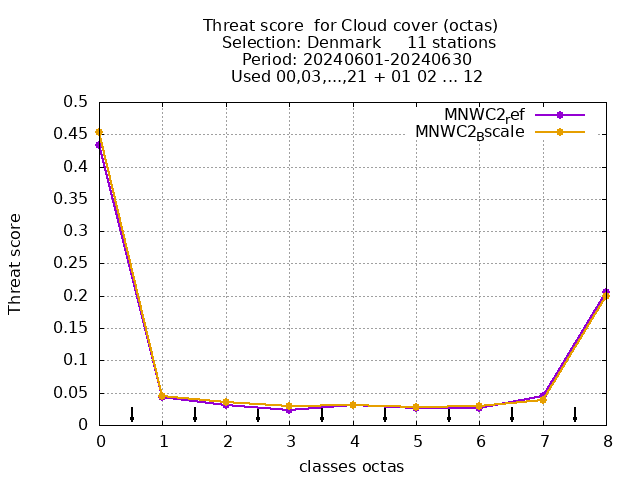 Threat score  for Cloud cover (octas)
Selection: Denmark     11 stations
Period: 20240601-20240630
Used 00,03,...,21 + 01 02 ... 12
MNWC2ref
MNWC2Bscale
Threat score
0.5
0.45
0.4
0.35
0.3
0.25
0.2
0.15
0.1
0.05
0
0 1 2 3 4 5 6 7 8
classes octas